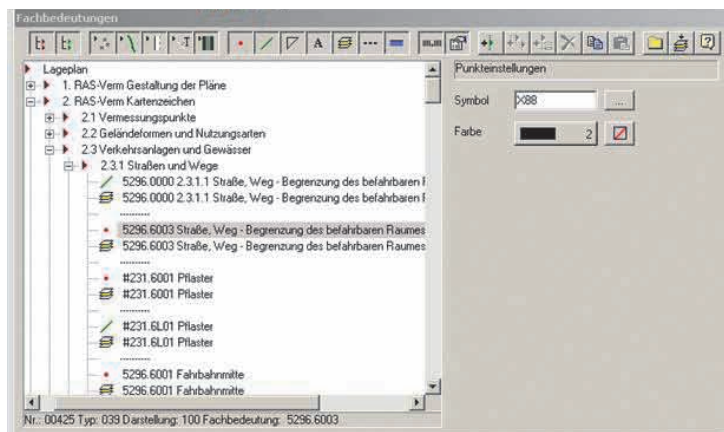 Fachbedeutungen
A m.m
Lageplan
1. RAS-Verm Gestaltung der Pläne
2. RAS-Verm Kartenzeichen
2.1 Vermessungspunkte
2.2 Geländeformen und Nutzungsarten
2.3 Verkehrsanlagen und Gewässer
2.3.1 Straßen und Wege
5296.0000 2.3.1.1 Straße, Weg - Begrenzung des befahrbaren
5296.0000 2.3.1.1 Straße, Weg - Begrenzung des befahrbaren
............
5296.6003 Straße, Weg - Begrenzung des befahrbaren Raumes
5296.6003 Straße, Weg - Begrenzung des befahrbaren Raumes
............
#231.6001 Pflaster
#231.6001 Pflaster
............
#231.6L01 Pflaster
#231.6L01 Pflaster
............
5296.6001 Fahrbahnmitte
5296.6001 Fahrbahnmitte
Nr.: 00425 Typ: 039 Darstellung: 100 Fachbedeutung: 5296.6003
Punkteinstellungen
Symbol X88 ...
Farbe 2